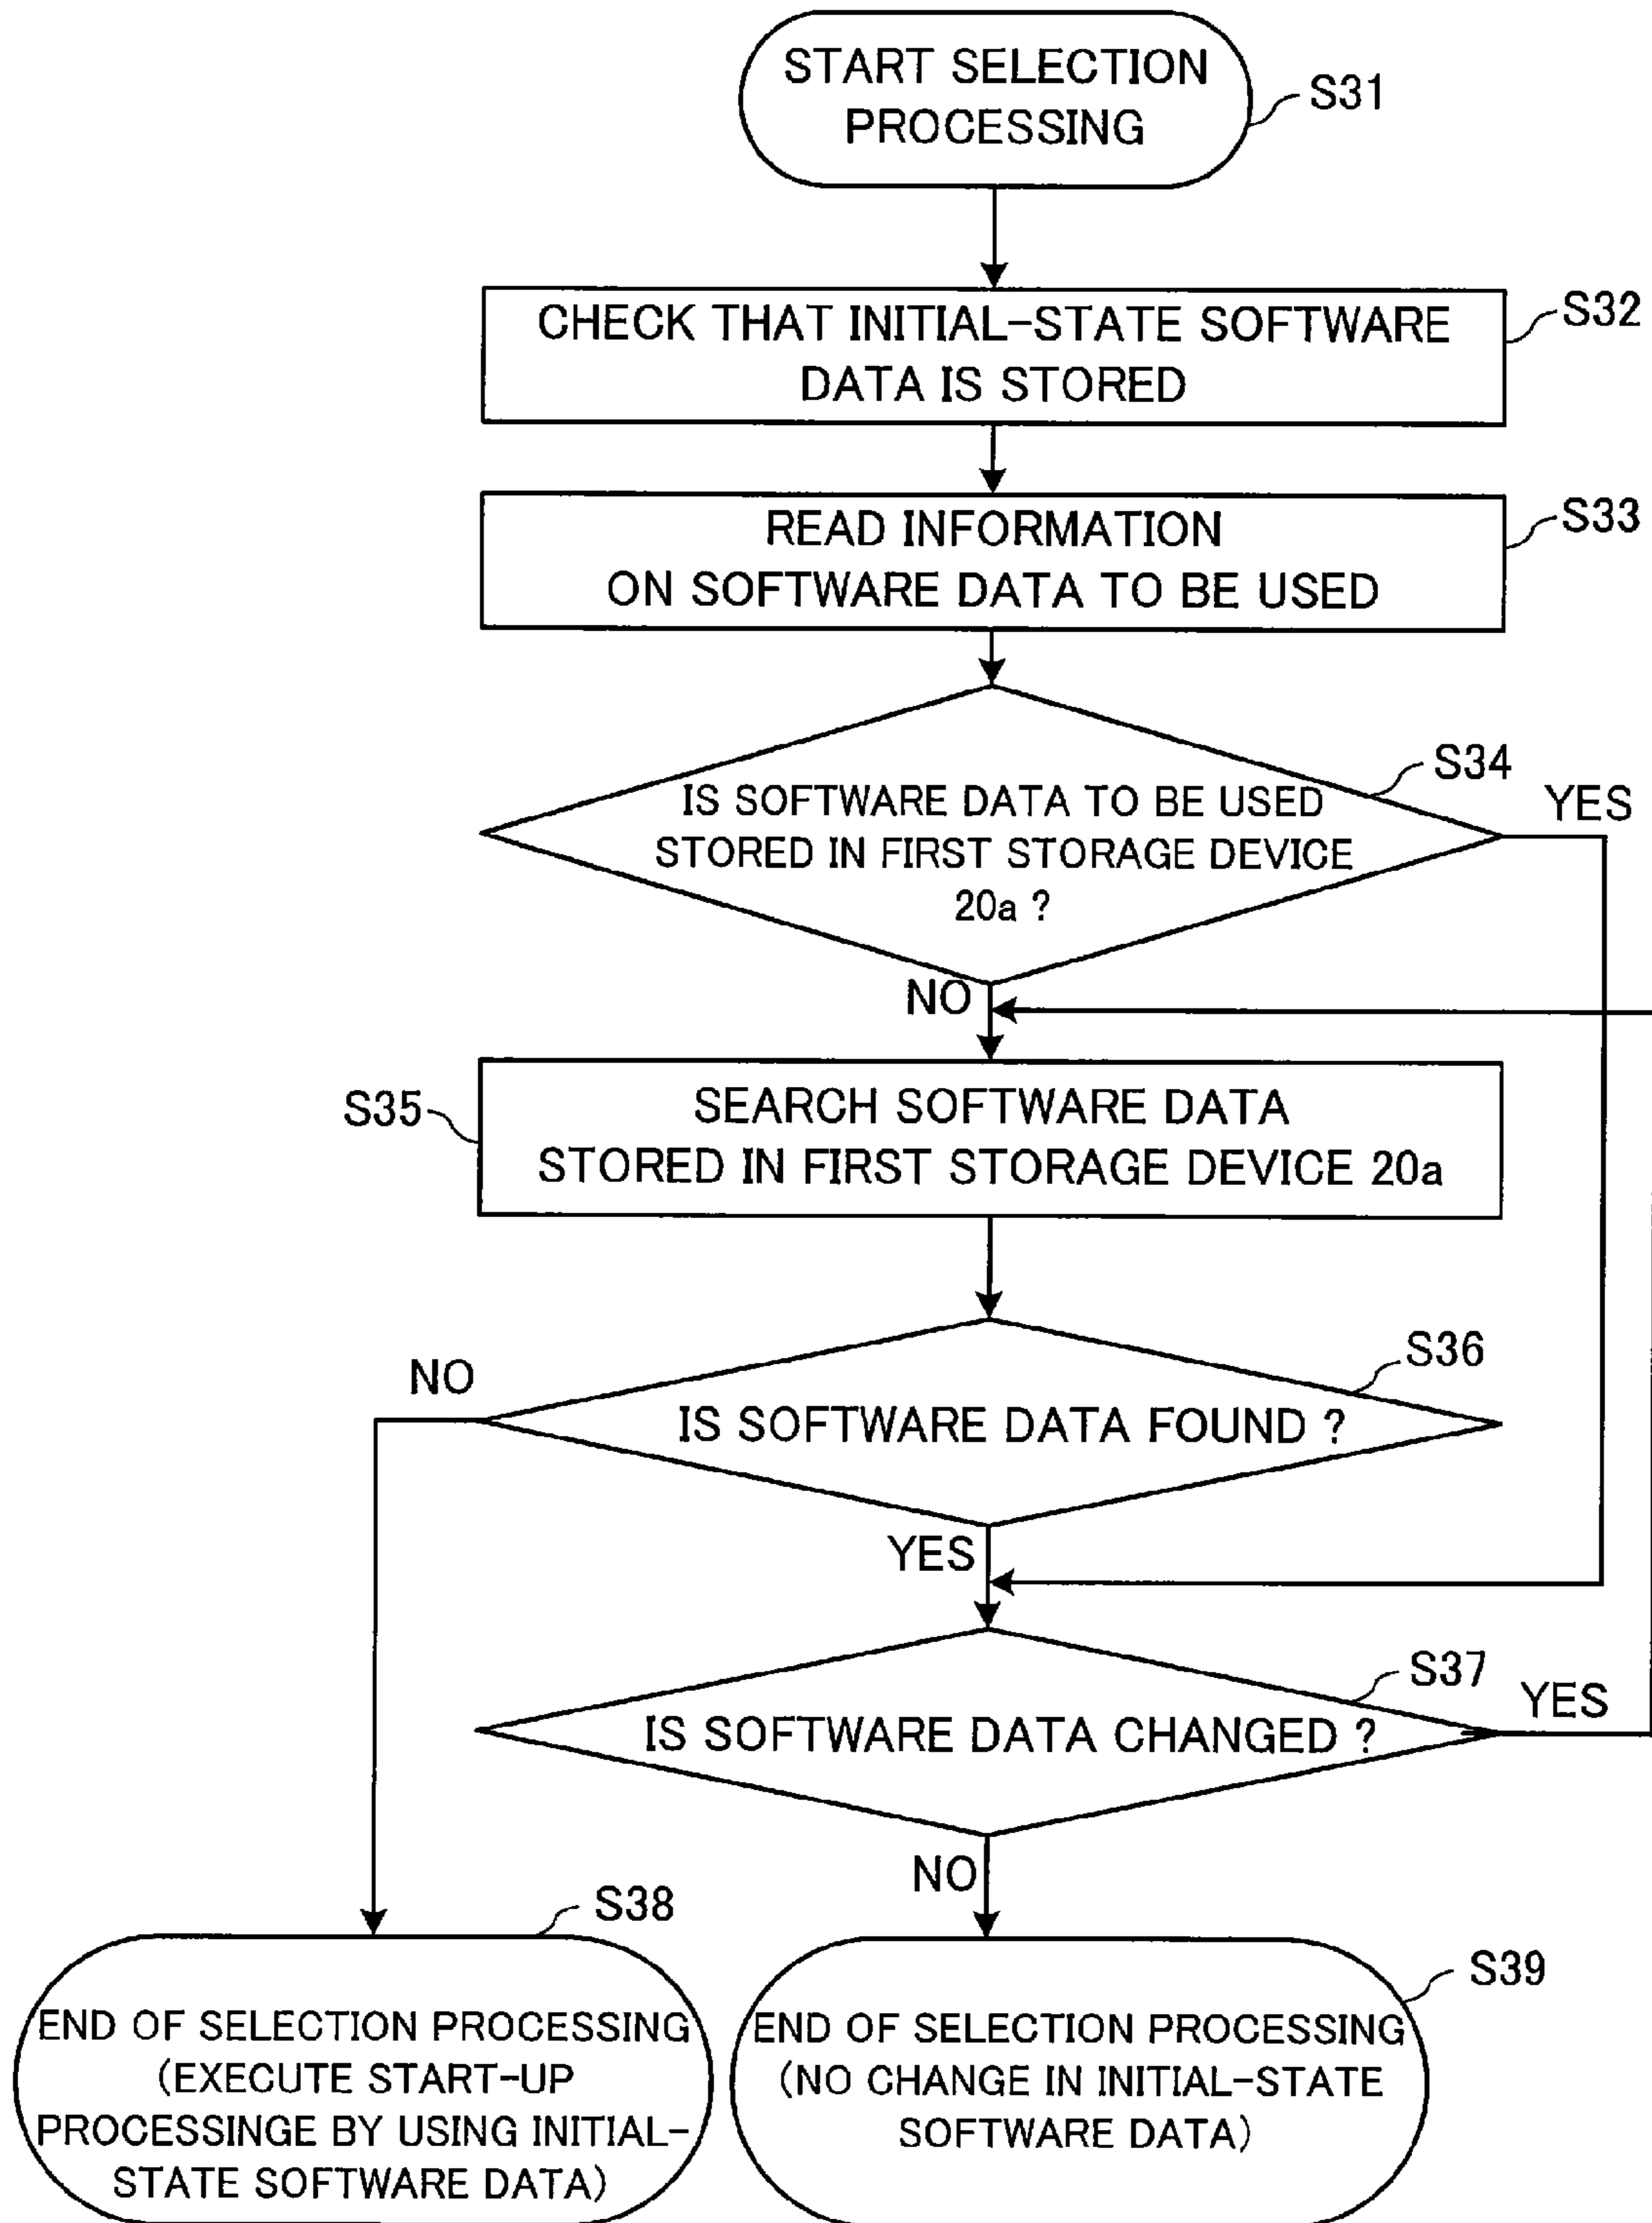 START SELECTION
PROCESSING
S31
CHECK THAT INITIAL-STATE SOFTWARE
DATA IS STORED
S32
READ INFORMATION
ON SOFTWARE DATA TO BE USED
S33
S34
IS SOFTWARE DATA TO BE USED
STORED IN FIRST STORAGE DEVICE
20a ?
YES
NO
S35
SEARCH SOFTWARE DATA
STORED IN FIRST STORAGE DEVICE 20a
S36
NO
IS SOFTWARE DATA FOUND ?
YES
S37
YES
IS SOFTWARE DATA CHANGED ?
NO
S38
END OF SELECTION PROCESSING
(EXECUTE START-UP
PROCESSINGE BY USING INITIAL-
STATE SOFTWARE DATA)
S39
END OF SELECTION PROCESSING
(NO CHANGE IN INITIAL-STATE
SOFTWARE DATA)